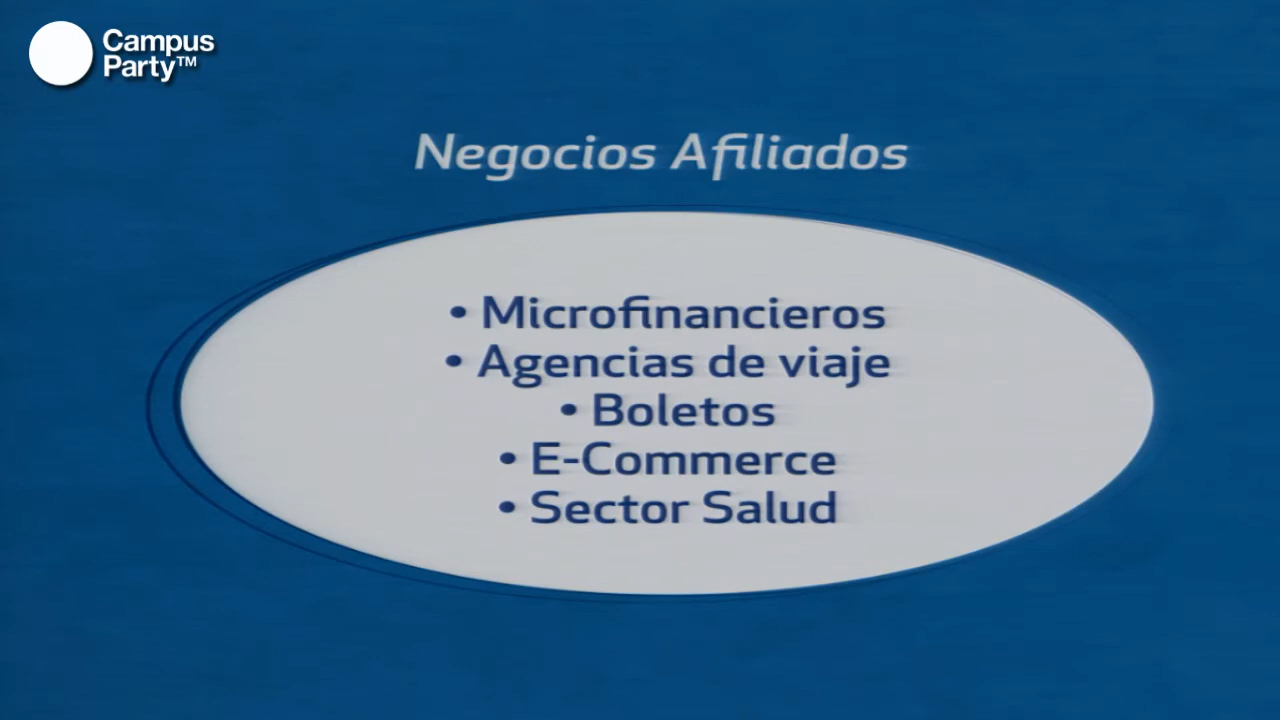 Campus
Party™
Negocios Afiliados
• Microfinancieros
• Agencias de viaje
• Boletos
• E-Commerce
• Sector Salud